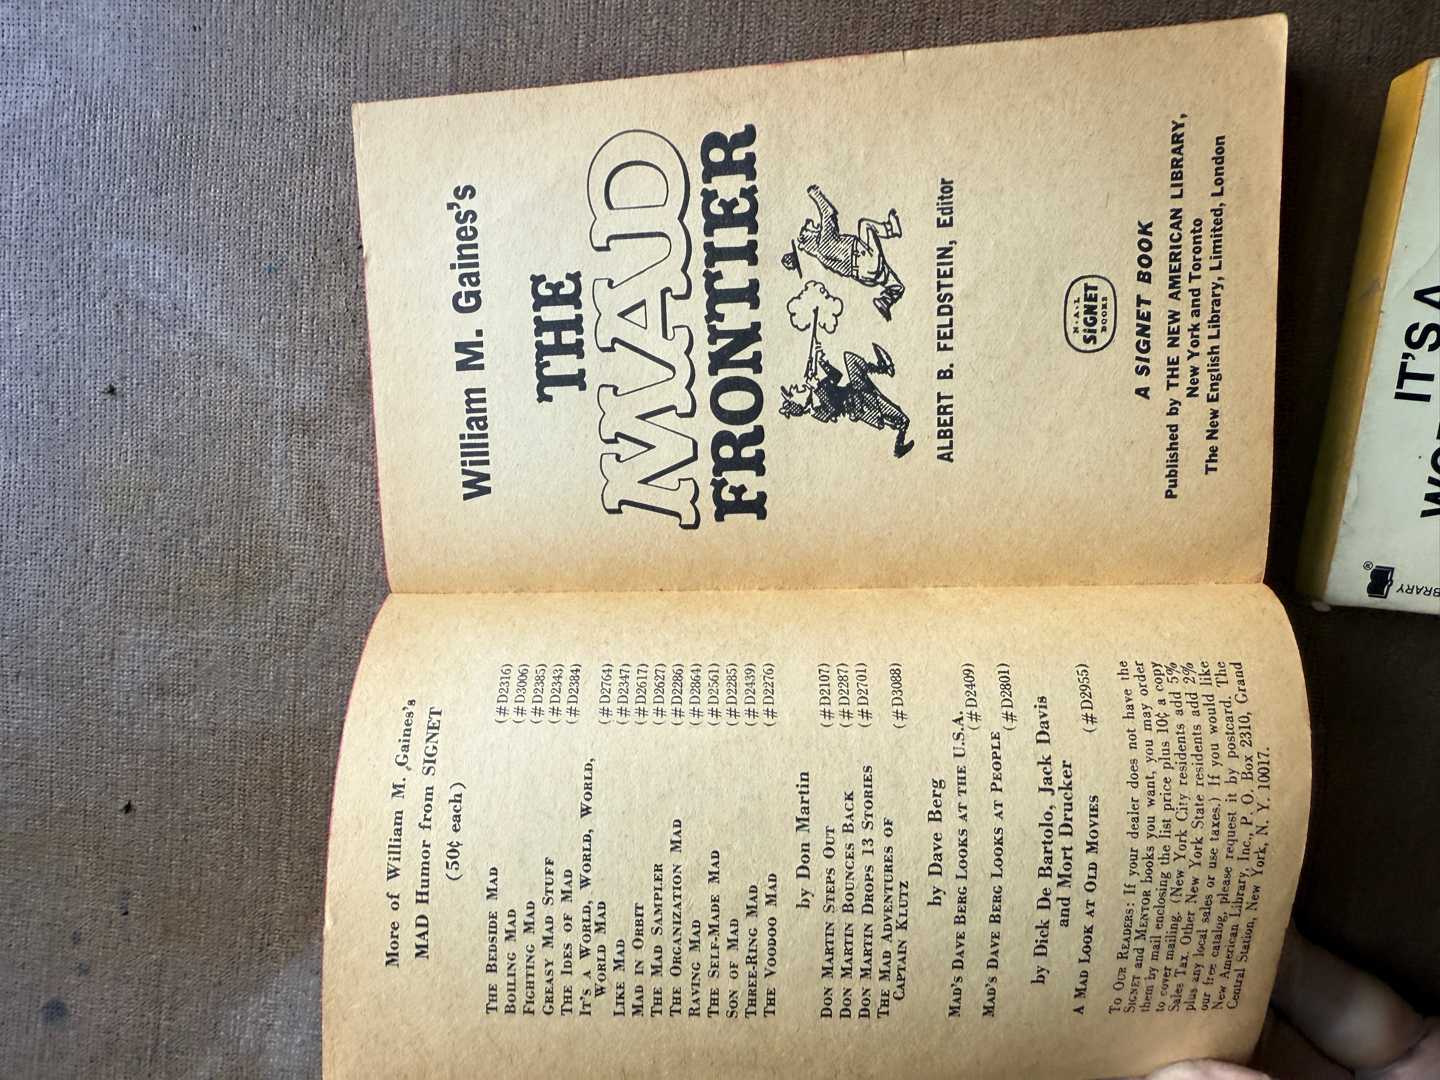 More of William M. Gaines's
MAD Humor from SIGNET
(50¢ each)
THE BEDSIDE MAD (#D2316)
BOILING MAD (#D3006)
FIGHTING MAD (#D2385)
GREASY MAD STUFF (#D2343)
THE IDES OF MAD (#D2384)
IT'S A WORLD, WORLD, WORLD, WORLD,
WORLD MAD (#D2764)
LIKE MAD (#D2347)
MAD IN ORBIT (#D2617)
THE MAD SAMPLER (#D2627)
THE ORGANIZATION MAD (#D2286)
RAVING MAD (#D2864)
THE SELF-MADE MAD (#D2561)
SON OF MAD (#D2285)
THREE-RING MAD (#D2439)
THE VOODOO MAD (#D2276)
by Don Martin
DON MARTIN STEPS OUT (#D2107)
DON MARTIN BOUNCES BACK (#D2287)
DON MARTIN DROPS 13 STORIES (#D2701)
THE MAD ADVENTURES OF
CAPTAIN KLUTZ (#D3088)
by Dave Berg
MAD'S DAVE BERG LOOKS AT THE U.S.A.
(#D2409)
MAD'S DAVE BERG LOOKS AT PEOPLE
(#D2801)
by Dick De Bartolo, Jack Davis
and Mort Drucker
A MAD LOOK AT OLD MOVIES (#D2955)
TO OUR READERS: If your dealer does not have the
SIGNET and MENTOR books you want, you may order
them by mail enclosing the list price plus 10¢ a copy
to cover mailing. (New York City residents add 5%
Sales Tax. Other New York State residents add 2%
plus any local sales or use taxes.) If you would like
our free catalog, please request it by postcard. The
New American Library, Inc., P. O. Box 2310, Grand
Central Station, New York, N. Y. 10017.
William M. Gaines's
THE
MAD
FRONTIER
ALBERT B. FELDSTEIN, Editor
N·A·L
SIGNET
BOOKS
A SIGNET BOOK
Published by THE NEW AMERICAN LIBRARY,
New York and Toronto
The New English Library, Limited, London
IT'S A